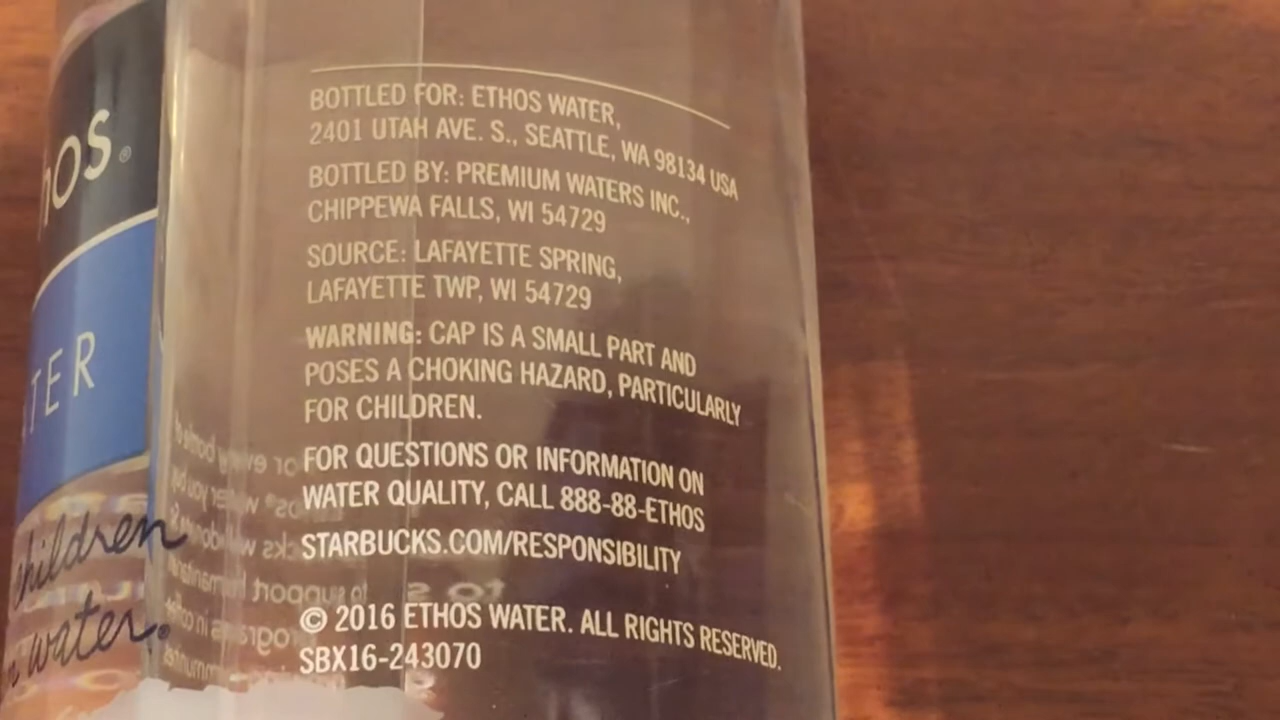 hos®
TER
children
water.
BOTTLED FOR: ETHOS WATER,
2401 UTAH AVE. S., SEATTLE, WA 98134 USA
BOTTLED BY: PREMIUM WATERS INC.,
CHIPPEWA FALLS, WI 54729
SOURCE: LAFAYETTE SPRING,
LAFAYETTE TWP, WI 54729
WARNING: CAP IS A SMALL PART AND
POSES A CHOKING HAZARD, PARTICULARLY
FOR CHILDREN.
FOR QUESTIONS OR INFORMATION ON
WATER QUALITY, CALL 888-88-ETHOS
STARBUCKS.COM/RESPONSIBILITY
© 2016 ETHOS WATER. ALL RIGHTS RESERVED.
SBX16-243070